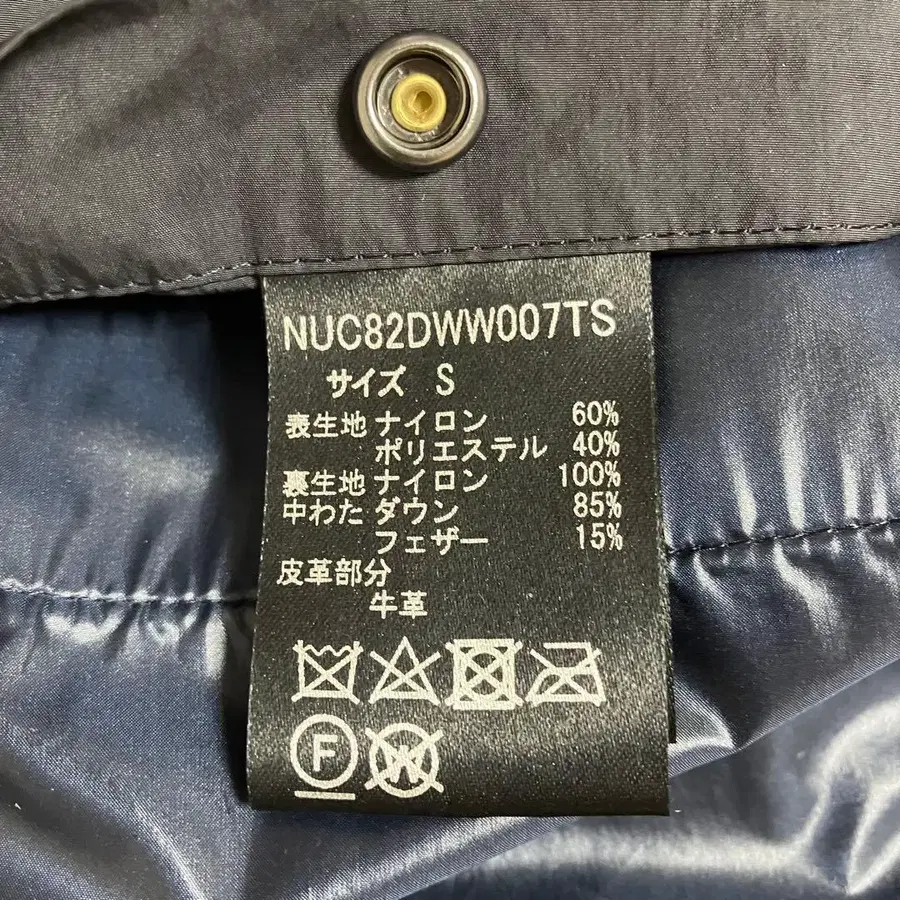 NUC82DWW007TS
サイズ S
表生地 ナイロン 60%
ポリエステル 40%
裏生地 ナイロン 100%
中わた ダウン 85%
フェザー 15%
皮革部分
牛革
F W